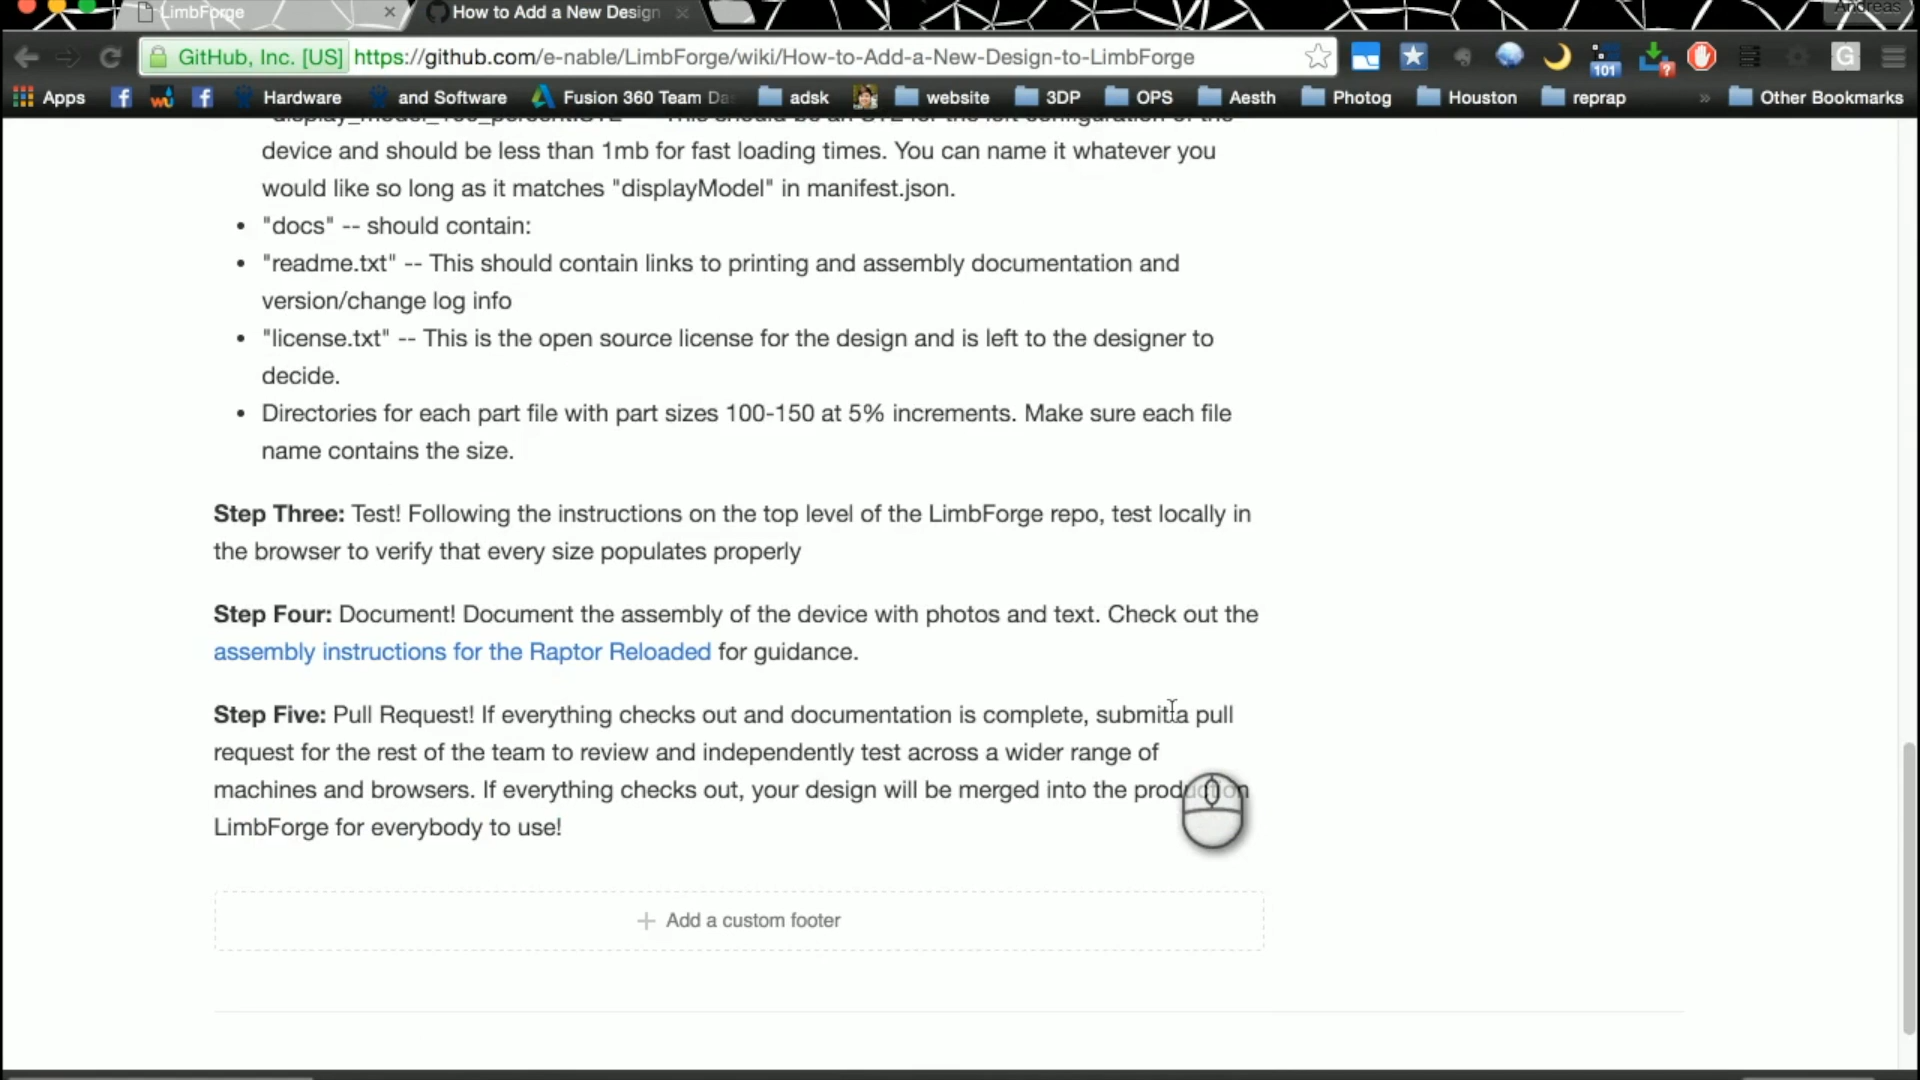 LimbForge
How to Add a New Design
Andreas
GitHub, Inc. [US] https://github.com/e-nable/LimbForge/wiki/How-to-Add-a-New-Design-to-LimbForge
101
Apps Hardware and Software Fusion 360 Team Da adsk website 3DP OPS Aesth Photog Houston reprap » Other Bookmarks
device and should be less than 1mb for fast loading times. You can name it whatever you
would like so long as it matches "displayModel" in manifest.json.
• "docs" -- should contain:
• "readme.txt" -- This should contain links to printing and assembly documentation and
version/change log info
• "license.txt" -- This is the open source license for the design and is left to the designer to
decide.
• Directories for each part file with part sizes 100-150 at 5% increments. Make sure each file
name contains the size.
Step Three: Test! Following the instructions on the top level of the LimbForge repo, test locally in
the browser to verify that every size populates properly
Step Four: Document! Document the assembly of the device with photos and text. Check out the
assembly instructions for the Raptor Reloaded for guidance.
Step Five: Pull Request! If everything checks out and documentation is complete, submit a pull
request for the rest of the team to review and independently test across a wider range of
machines and browsers. If everything checks out, your design will be merged into the production
LimbForge for everybody to use!
+ Add a custom footer